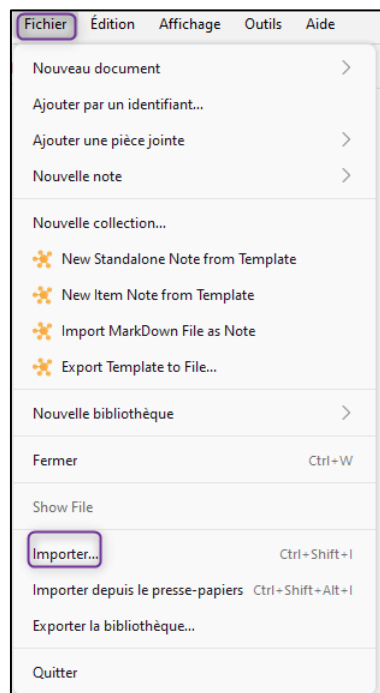 Fichier Édition Affichage Outils Aide
Nouveau document
Ajouter par un identifiant...
Ajouter une pièce jointe
Nouvelle note
Nouvelle collection...
New Standalone Note from Template
New Item Note from Template
Import MarkDown File as Note
Export Template to File...
Nouvelle bibliothèque
Fermer Ctrl+W
Show File
Importer... Ctrl+Shift+I
Importer depuis le presse-papiers Ctrl+Shift+Alt+I
Exporter la bibliothèque...
Quitter